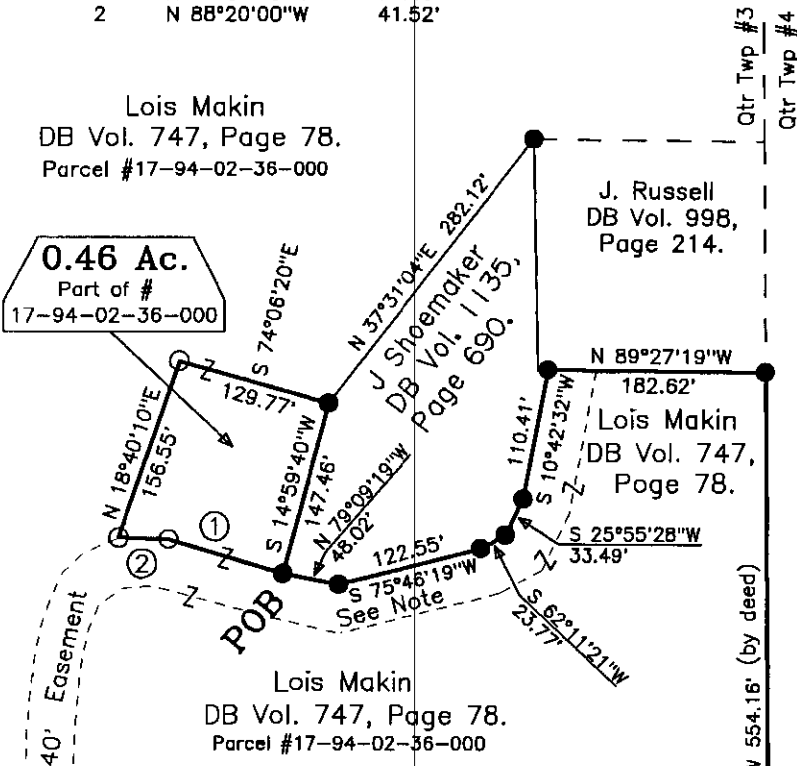 2 N 88°20'00"W 41.52'
Qtr Twp #3
Qtr Twp #4
Lois Makin
DB Vol. 747, Page 78.
Parcel #17-94-02-36-000
J. Russell
DB Vol. 998,
Page 214.
0.46 Ac.
Part of #
17-94-02-36-000
S 74°06'20"E
129.77'
N 37°31'04"E 282.12'
J Shoemaker
DB Vol. 1135,
Page 690.
N 89°27'19"W
182.62'
Lois Makin
DB Vol. 747,
Poge 78.
N 18°40'10"E
156.55'
S 14°59'40"W
147.46'
N 79°09'19"W
48.02'
110.41'
S 10°42'32"W
1
2
122.55'
S 75°46'19"W
See Note
S 25°55'28"W
33.49'
S 62°11'21"W
23.77'
POB
40' Easement
Lois Makin
DB Vol. 747, Page 78.
Parcel #17-94-02-36-000
W 554.16' (by deed)